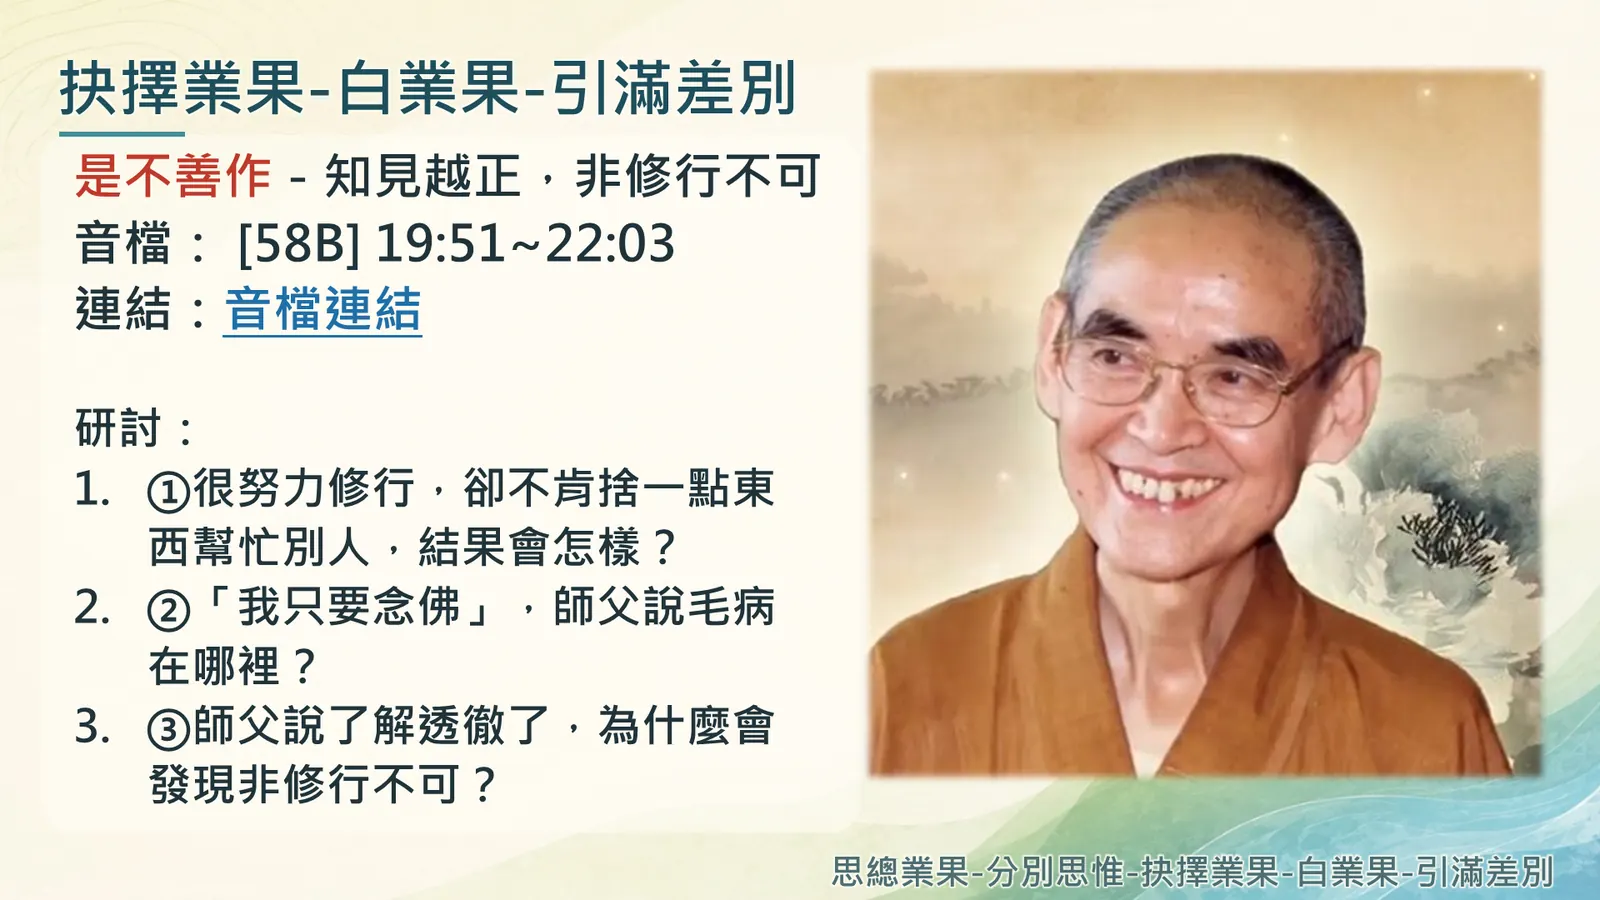 抉擇業果-白業果-引滿差別
是不善作 - 知見越正，非修行不可
音檔： [58B] 19:51~22:03
連結：音檔連結
研討：
1. ①很努力修行，卻不肯捨一點東
西幫忙別人，結果會怎樣？
2. ②「我只要念佛」，師父說毛病
在哪裡？
3. ③師父說了解透徹了，為什麼會
發現非修行不可？
思總業果-分別思惟-抉擇業果-白業果-引滿差別